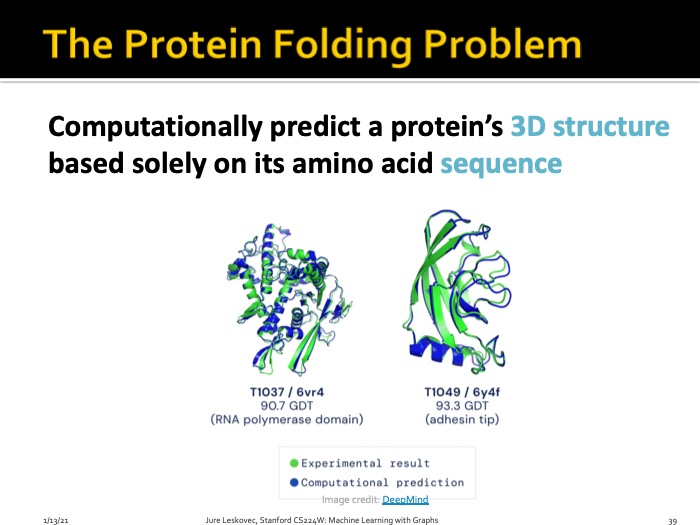 The Protein Folding Problem
Computationally predict a protein's 3D structure
based solely on its amino acid sequence
T1037 / 6vr4
90.7 GDT
(RNA polymerase domain)
T1049 / 6y4f
93.3 GDT
(adhesin tip)
Experimental result
Computational prediction
Image credit: DeepMind
1/13/21
Jure Leskovec, Stanford CS224W: Machine Learning with Graphs
39